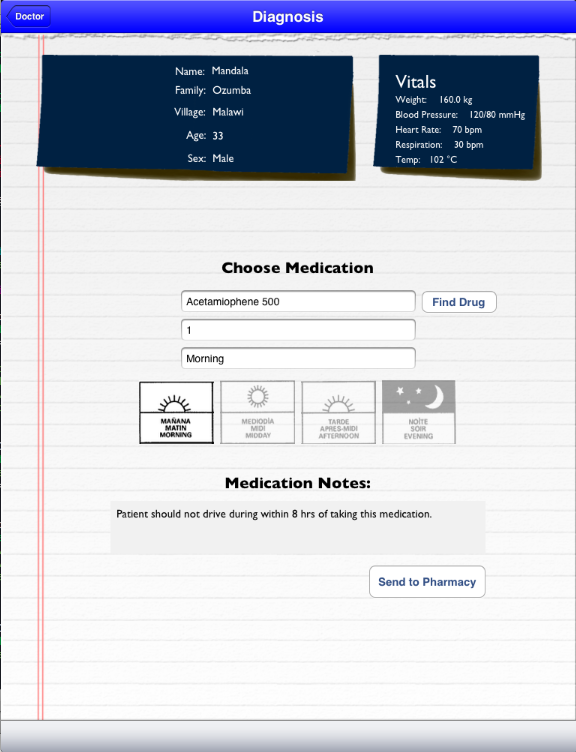 Doctor
Diagnosis
Name: Mandala
Family: Ozumba
Village: Malawi
Age: 33
Sex: Male
Vitals
Weight: 160.0 kg
Blood Pressure: 120/80 mmHg
Heart Rate: 70 bpm
Respiration: 30 bpm
Temp: 102 °C
Choose Medication
Acetamiophene 500
Find Drug
1
Morning
MAÑANA
MATIN
MORNING
MEDIODÍA
MIDI
MIDDAY
TARDE
APRES-MIDI
AFTERNOON
NOÍTE
SOIR
EVENING
Medication Notes:
Patient should not drive during within 8 hrs of taking this medication.
Send to Pharmacy